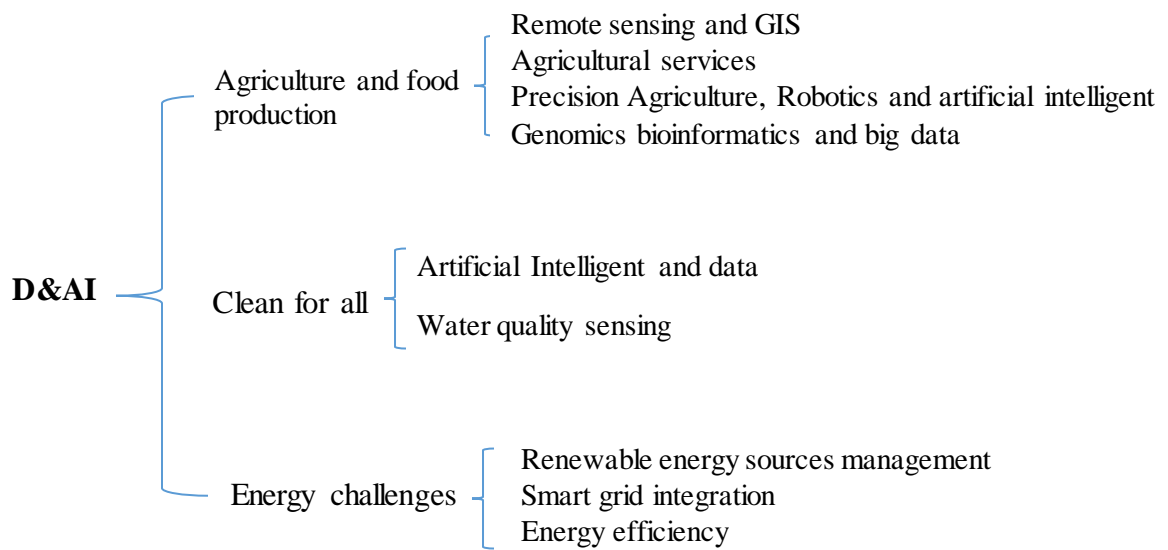 Remote sensing and GIS
Agricultural services
Agriculture and food
production
Precision Agriculture, Robotics and artificial intelligent
Genomics bioinformatics and big data
D&AI
Clean for all
Artificial Intelligent and data
Water quality sensing
Energy challenges
Renewable energy sources management
Smart grid integration
Energy efficiency